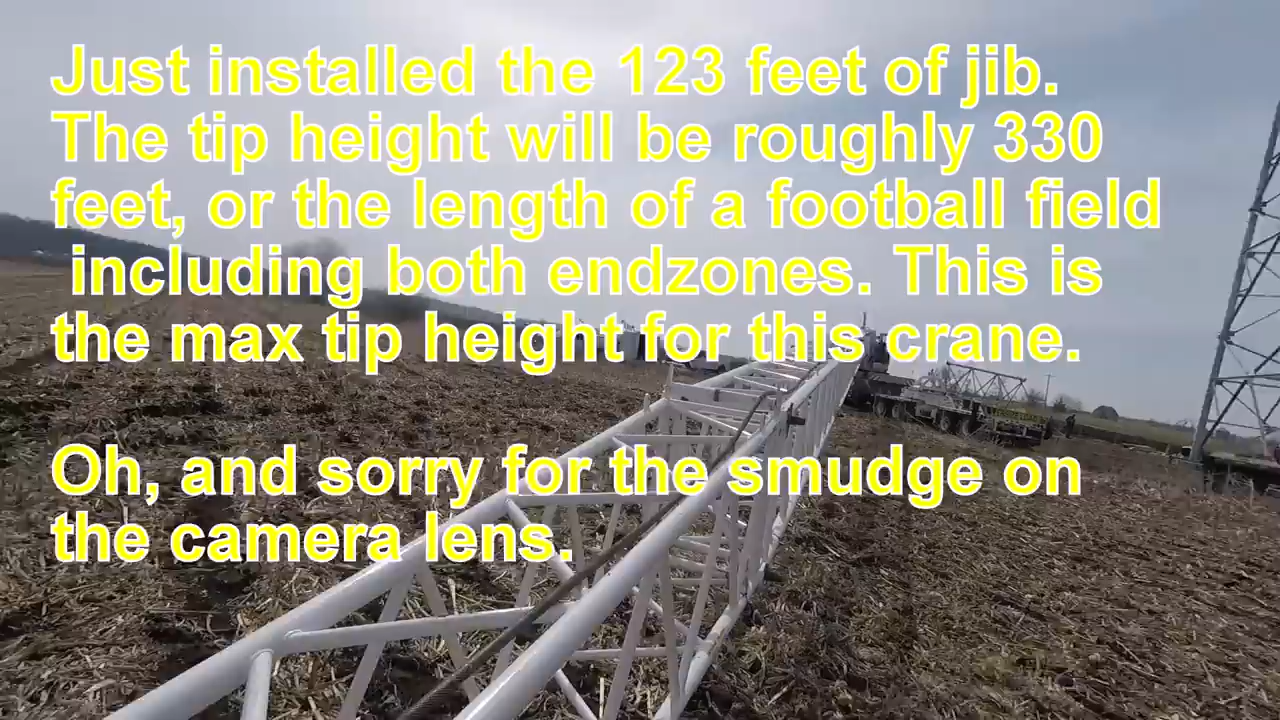 Just installed the 123 feet of jib.
The tip height will be roughly 330
feet, or the length of a football field
including both endzones. This is
the max tip height for this crane.
Oh, and sorry for the smudge on
the camera lens.